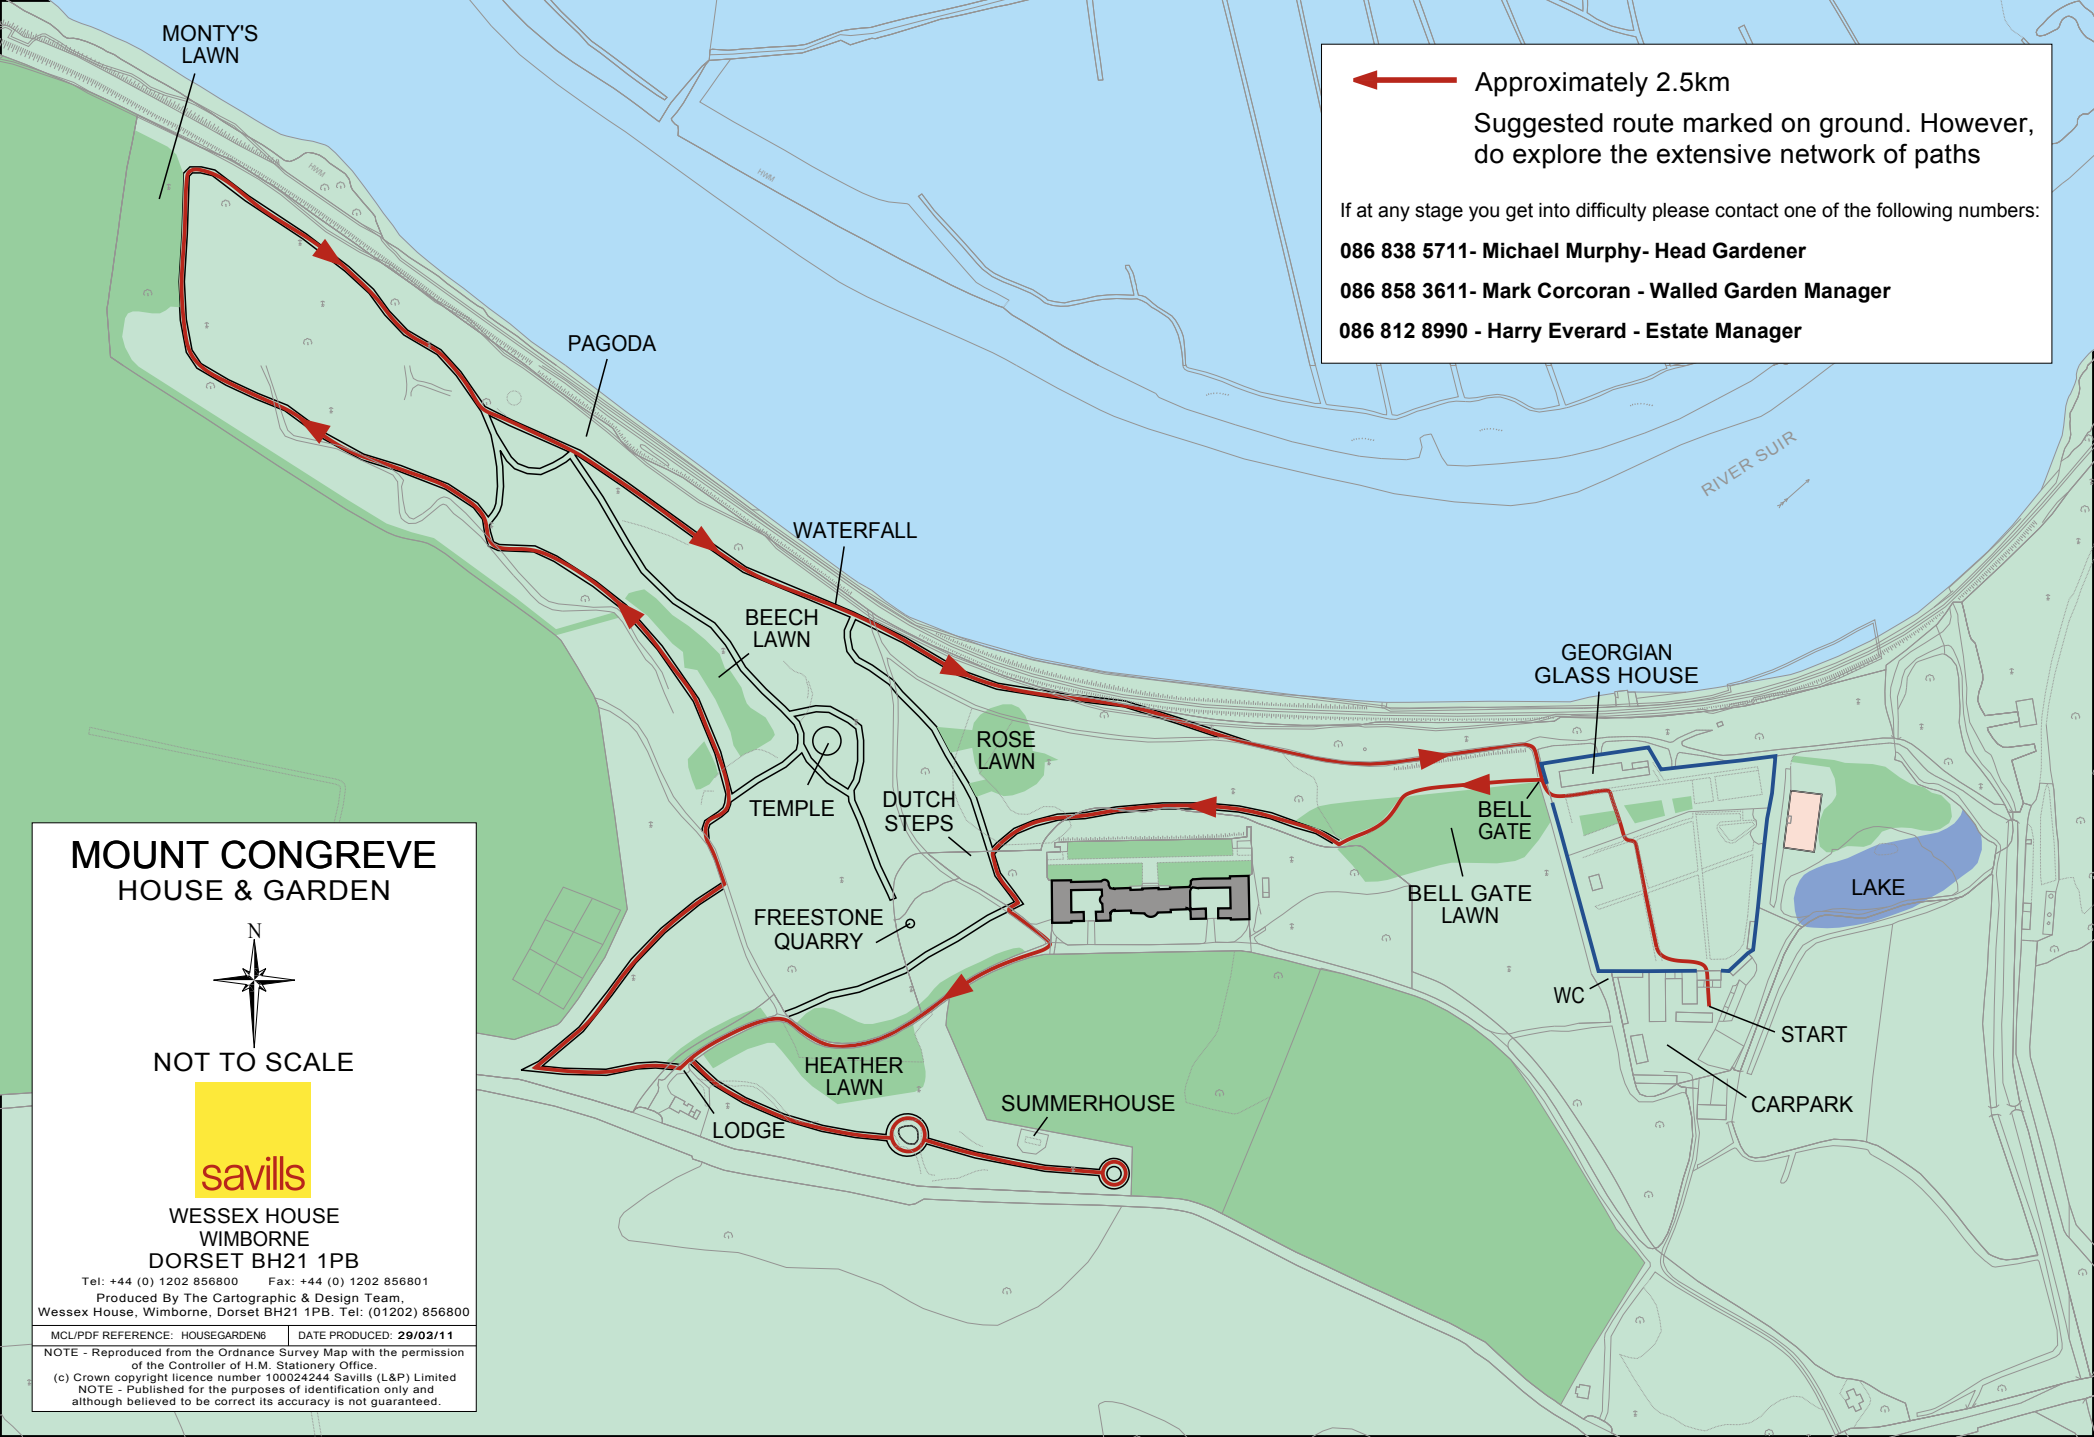 MONTY'S
LAWN
Approximately 2.5km
Suggested route marked on ground. However,
do explore the extensive network of paths
If at any stage you get into difficulty please contact one of the following numbers:
086 838 5711- Michael Murphy- Head Gardener
086 858 3611- Mark Corcoran - Walled Garden Manager
086 812 8990 - Harry Everard - Estate Manager
HWM
HWM
PAGODA
RIVER SUIR
WATERFALL
BEECH
LAWN
GEORGIAN
GLASS HOUSE
ROSE
LAWN
TEMPLE
DUTCH
STEPS
BELL
GATE
BELL GATE
LAWN
LAKE
FREESTONE
QUARRY
WC
START
HEATHER
LAWN
SUMMERHOUSE
CARPARK
LODGE
MOUNT CONGREVE
HOUSE & GARDEN
N
NOT TO SCALE
savills
WESSEX HOUSE
WIMBORNE
DORSET BH21 1PB
Tel: +44 (0) 1202 856800 Fax: +44 (0) 1202 856801
Produced By The Cartographic & Design Team,
Wessex House, Wimborne, Dorset BH21 1PB. Tel: (01202) 856800
MCL/PDF REFERENCE: HOUSEGARDEN6 DATE PRODUCED: 29/03/11
NOTE - Reproduced from the Ordnance Survey Map with the permission
of the Controller of H.M. Stationery Office.
(c) Crown copyright licence number 100024244 Savills (L&P) Limited
NOTE - Published for the purposes of identification only and
although believed to be correct its accuracy is not guaranteed.